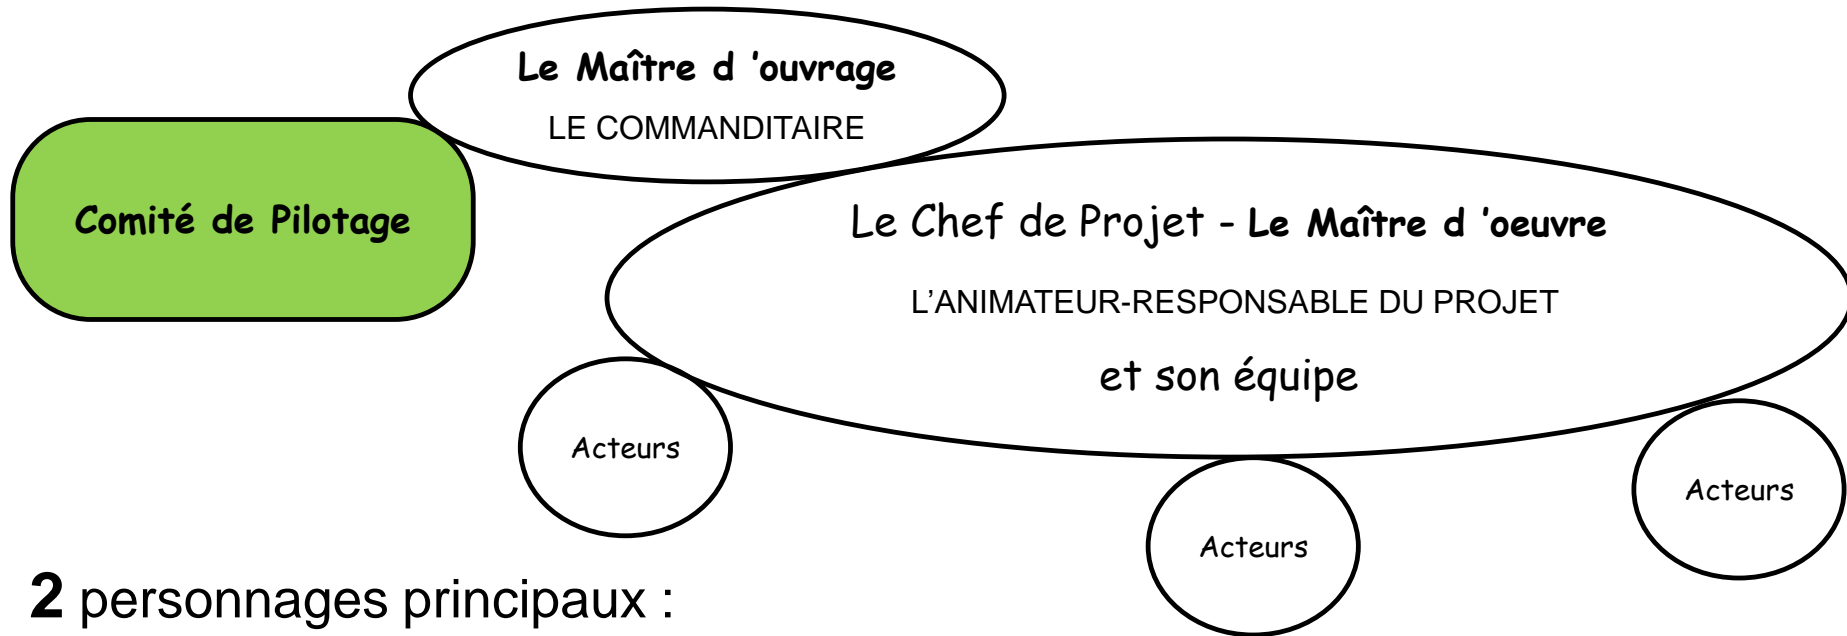 Le Maître d ’ouvrage
LE COMMANDITAIRE
Comité de Pilotage
Le Chef de Projet - Le Maître d ’oeuvre
L’ANIMATEUR-RESPONSABLE DU PROJET
et son équipe
Acteurs
Acteurs
Acteurs
2 personnages principaux :